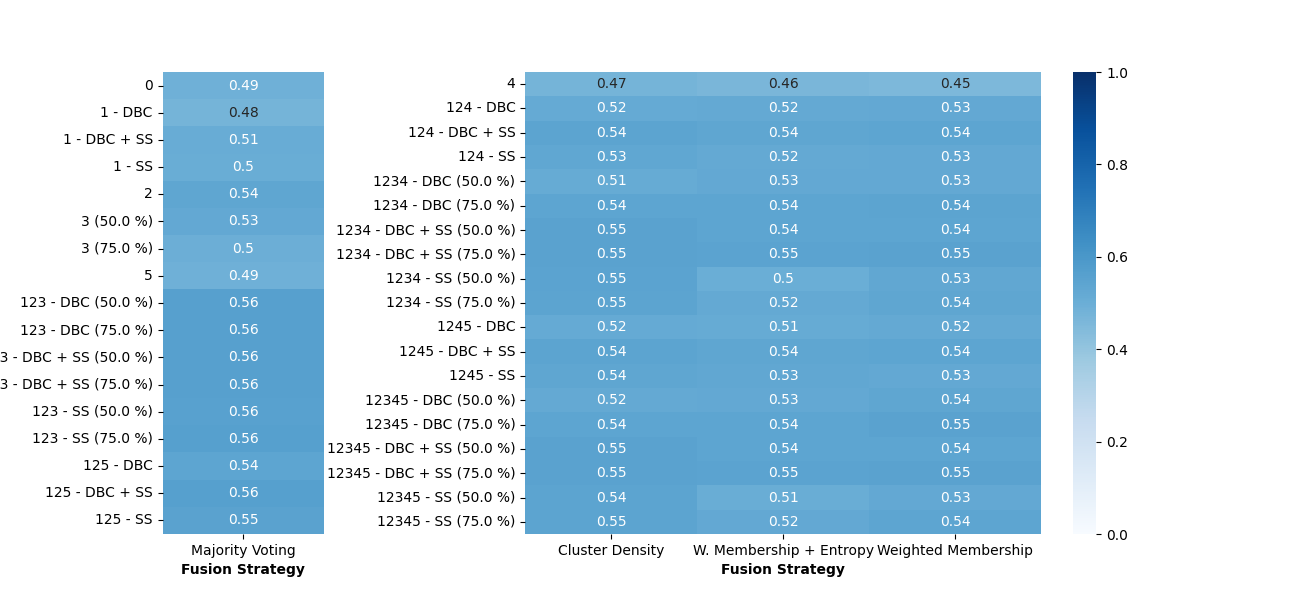 0 0.49
1 - DBC 0.48
1 - DBC + SS 0.51
1 - SS 0.5
2 0.54
3 (50.0 %) 0.53
3 (75.0 %) 0.5
5 0.49
123 - DBC (50.0 %) 0.56
123 - DBC (75.0 %) 0.56
3 - DBC + SS (50.0 %) 0.56
3 - DBC + SS (75.0 %) 0.56
123 - SS (50.0 %) 0.56
123 - SS (75.0 %) 0.56
125 - DBC 0.54
125 - DBC + SS 0.56
125 - SS 0.55
Majority Voting
Fusion Strategy
4 0.47 0.46 0.45
124 - DBC 0.52 0.52 0.53
124 - DBC + SS 0.54 0.54 0.54
124 - SS 0.53 0.52 0.53
1234 - DBC (50.0 %) 0.51 0.53 0.53
1234 - DBC (75.0 %) 0.54 0.54 0.54
1234 - DBC + SS (50.0 %) 0.55 0.54 0.54
1234 - DBC + SS (75.0 %) 0.55 0.55 0.55
1234 - SS (50.0 %) 0.55 0.5 0.53
1234 - SS (75.0 %) 0.55 0.52 0.54
1245 - DBC 0.52 0.51 0.52
1245 - DBC + SS 0.54 0.54 0.54
1245 - SS 0.54 0.53 0.53
12345 - DBC (50.0 %) 0.52 0.53 0.54
12345 - DBC (75.0 %) 0.54 0.54 0.55
12345 - DBC + SS (50.0 %) 0.55 0.54 0.54
12345 - DBC + SS (75.0 %) 0.55 0.55 0.55
12345 - SS (50.0 %) 0.54 0.51 0.53
12345 - SS (75.0 %) 0.55 0.52 0.54
Cluster Density W. Membership + Entropy Weighted Membership
Fusion Strategy
1.0
0.8
0.6
0.4
0.2
0.0